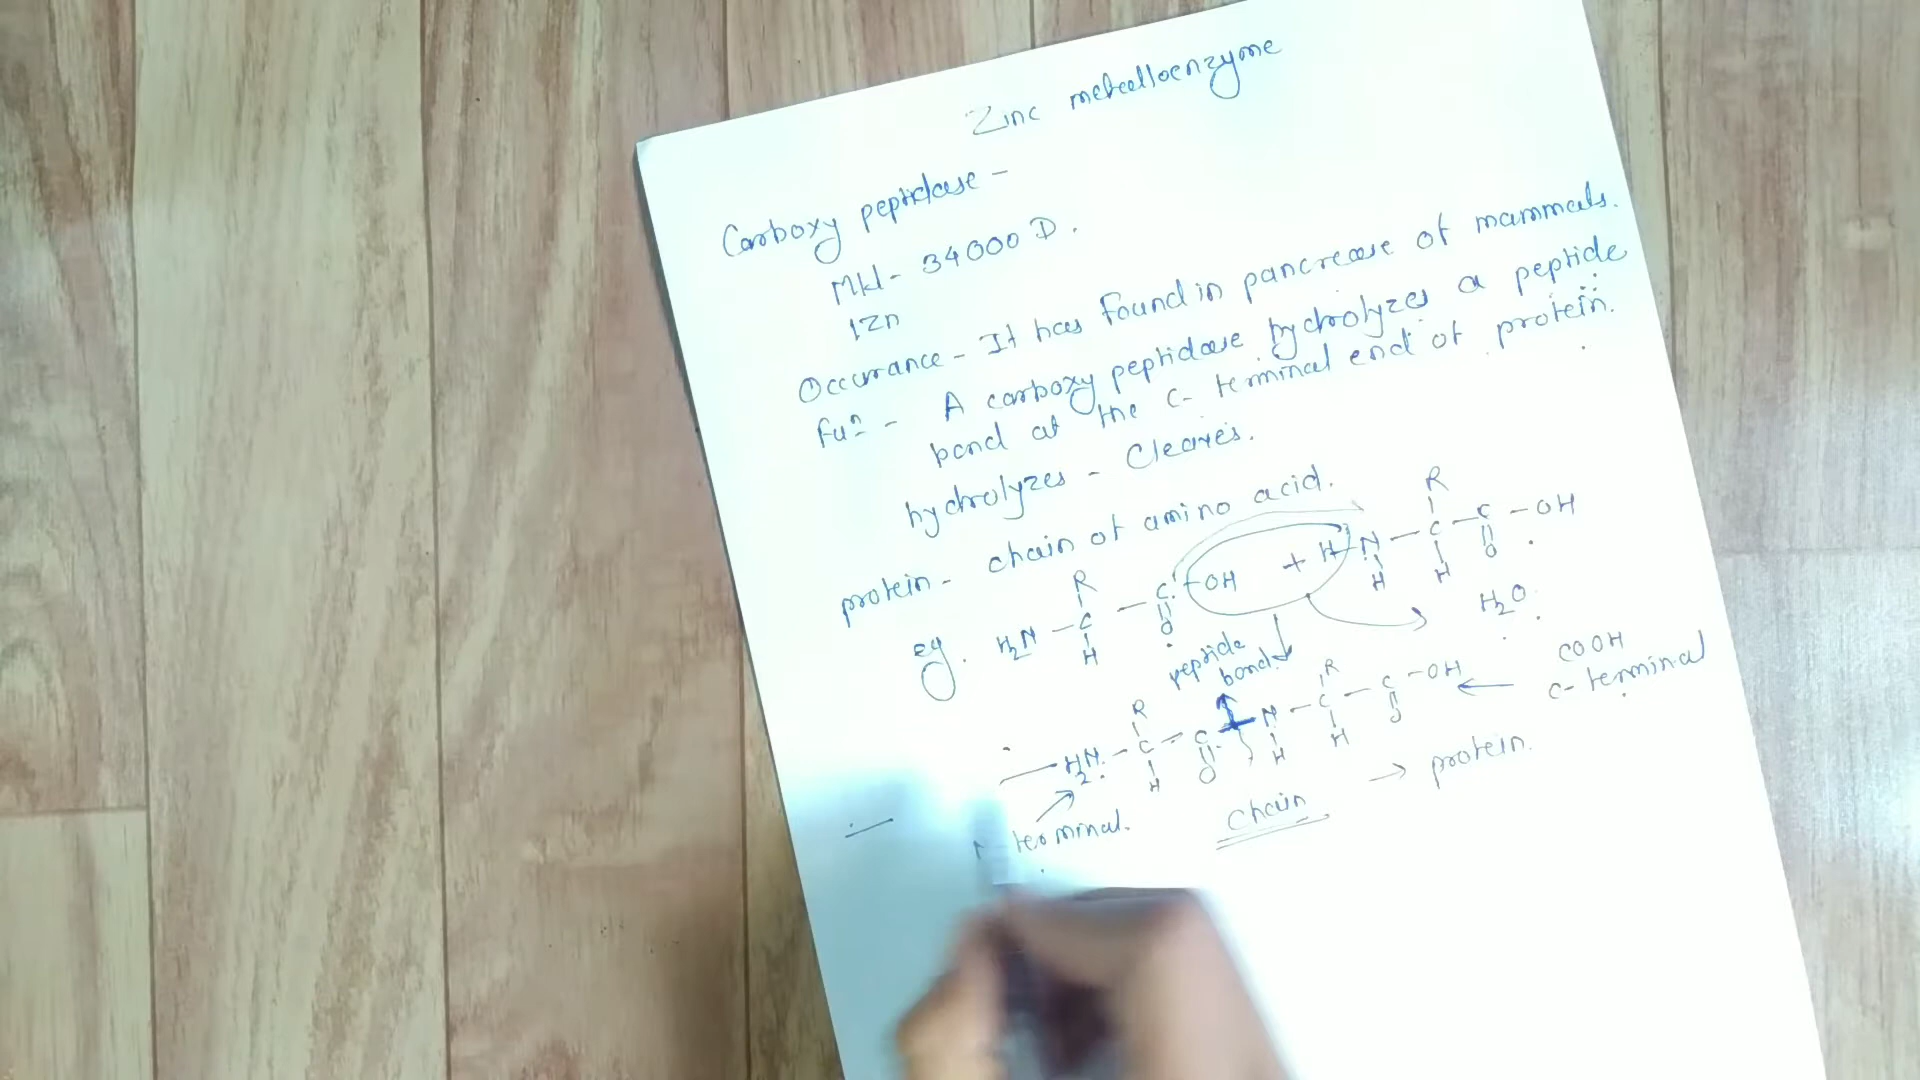 Zinc metalloenzyme
Carboxy peptidase -
34000 D.
1Zn
Occurrance - It has found in pancrease of mammals.
fun - A carboxy peptidase hydrolyzes a peptide
bond at the C- terminal end of protein.
hydrolyzes - Cleaves.
protein - chain of amino acid.
R R
eg. H2N - C - C - OH + H - N - C - C - OH
H O H H O
H2O
peptide
bond
COOH
C- terminal
R R
H2N - C - C - N - C - C - OH
H O H H O
terminal.
Chain → protein.